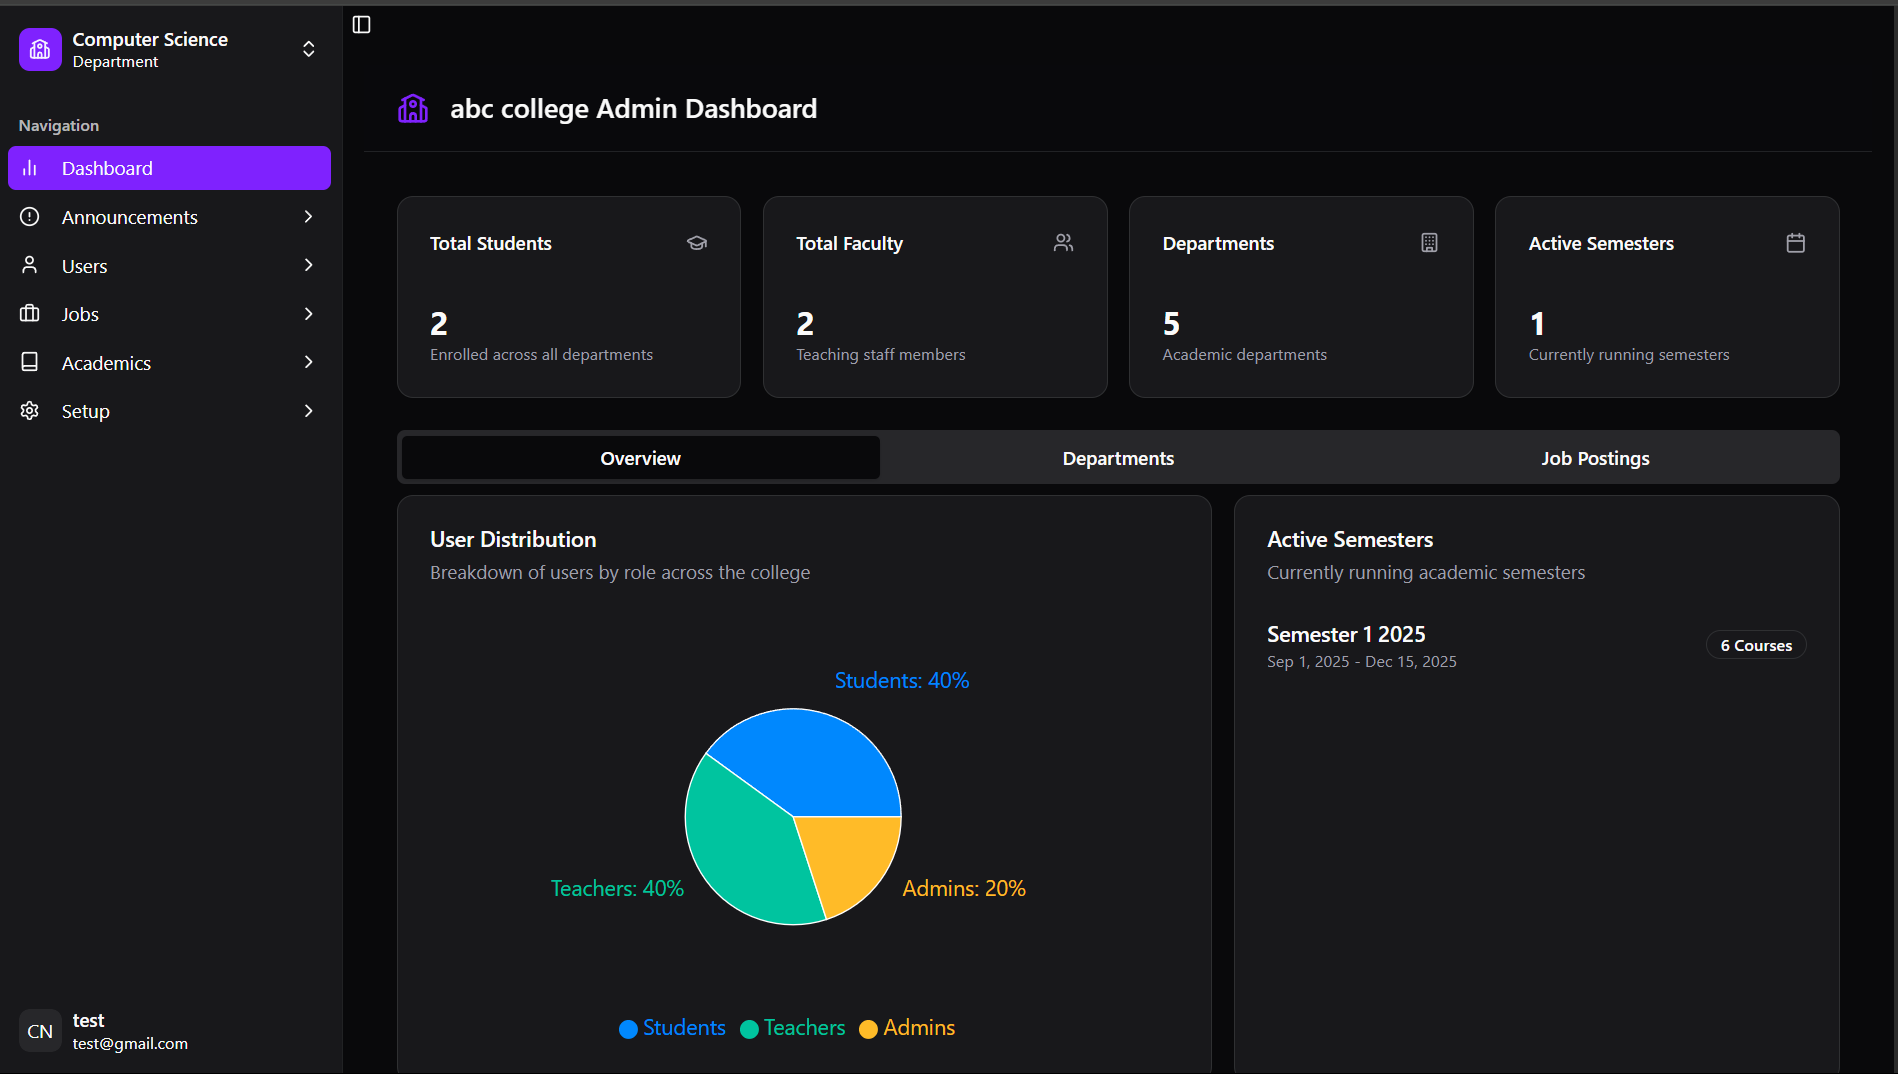 Computer Science
Department
Navigation
Dashboard
Announcements
Users
Jobs
Academics
Setup
CN
test
test@gmail.com
abc college Admin Dashboard
Total Students
2
Enrolled across all departments
Total Faculty
2
Teaching staff members
Departments
5
Academic departments
Active Semesters
1
Currently running semesters
Overview
Departments
Job Postings
User Distribution
Breakdown of users by role across the college
Students: 40%
Teachers: 40%
Admins: 20%
Students
Teachers
Admins
Active Semesters
Currently running academic semesters
Semester 1 2025
Sep 1, 2025 - Dec 15, 2025
6 Courses